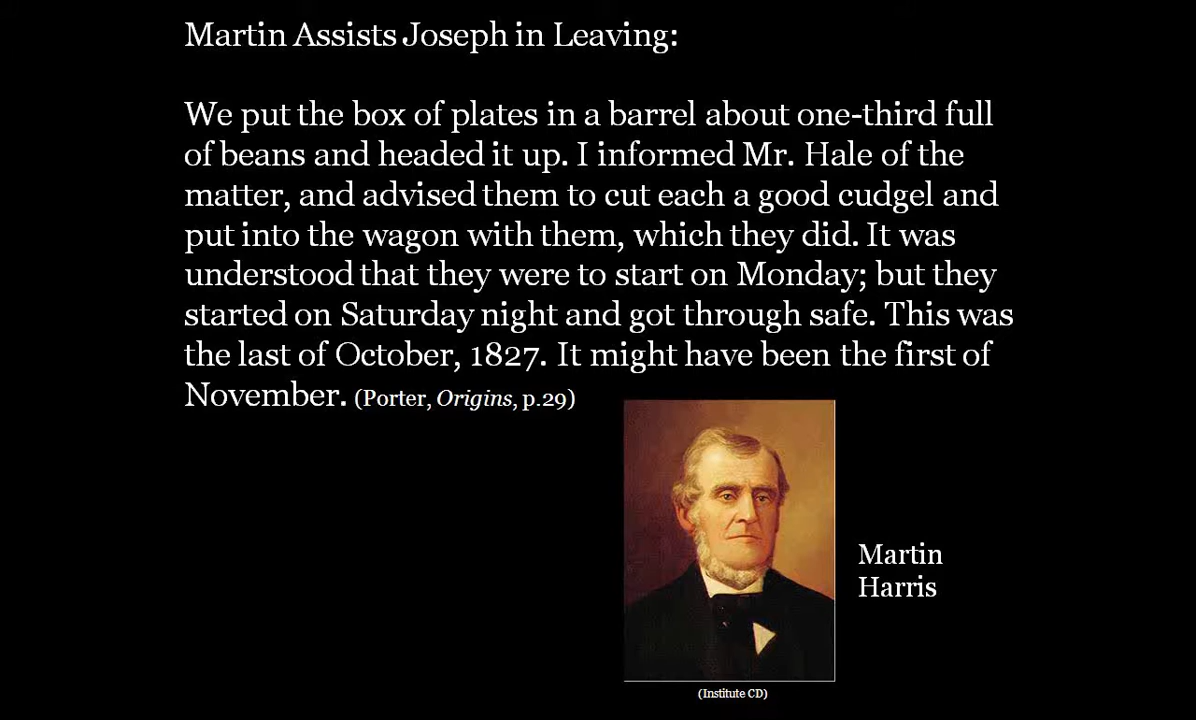 Martin Assists Joseph in Leaving:
We put the box of plates in a barrel about one-third full
of beans and headed it up. I informed Mr. Hale of the
matter, and advised them to cut each a good cudgel and
put into the wagon with them, which they did. It was
understood that they were to start on Monday; but they
started on Saturday night and got through safe. This was
the last of October, 1827. It might have been the first of
November. (Porter, Origins, p.29)
Martin
Harris
(Institute CD)